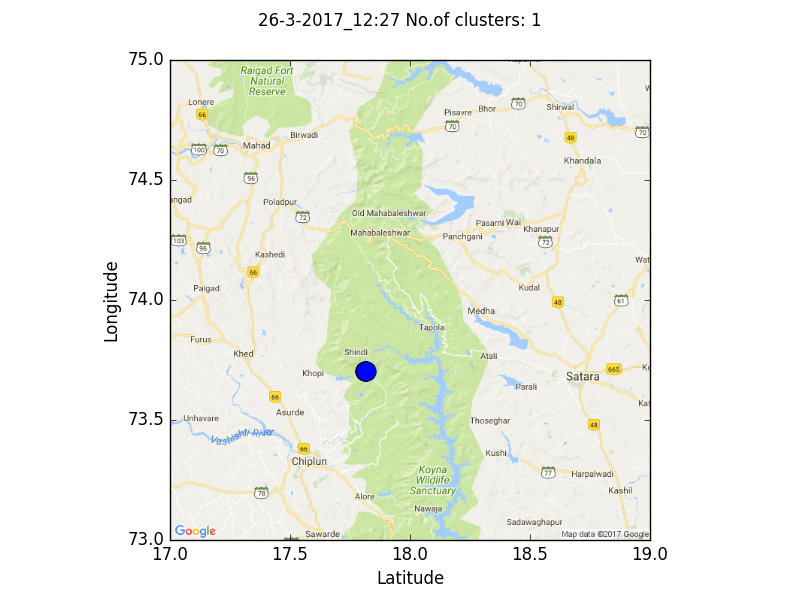 26-3-2017_12:27 No.of clusters: 1
75.0
74.5
74.0
73.5
73.0
17.0
17.5
18.0
18.5
19.0
Longitude
Latitude
Raigad Fort
Natural
Reserve
Lonere
66
Pisavre
Bhor
70
Shirwal
70
70
48
Birwadi
Mahad
100
70
Khandala
96
ngad
Poladpur
72
Old Mahabaleshwar
Mahabaleshwar
Pasarni
Wai
Khanapur
72
Panchgani
103
96
Kashedi
66
Wat
Palgad
Kudal
48
61
Medha
Tapola
Furus
Khed
Shindi
Atali
Khopi
Satara
665
Parali
66
Asurde
Kat
Unhavare
Thoseghar
48
Vashishti River
66
Chiplun
Kushi
Koyna
Wildlife
Sanctuary
77
Harpalwadi
78
Alore
Kashil
Nawaja
Sadawaghapur
Sawarde
Google
Map data ©2017 Google